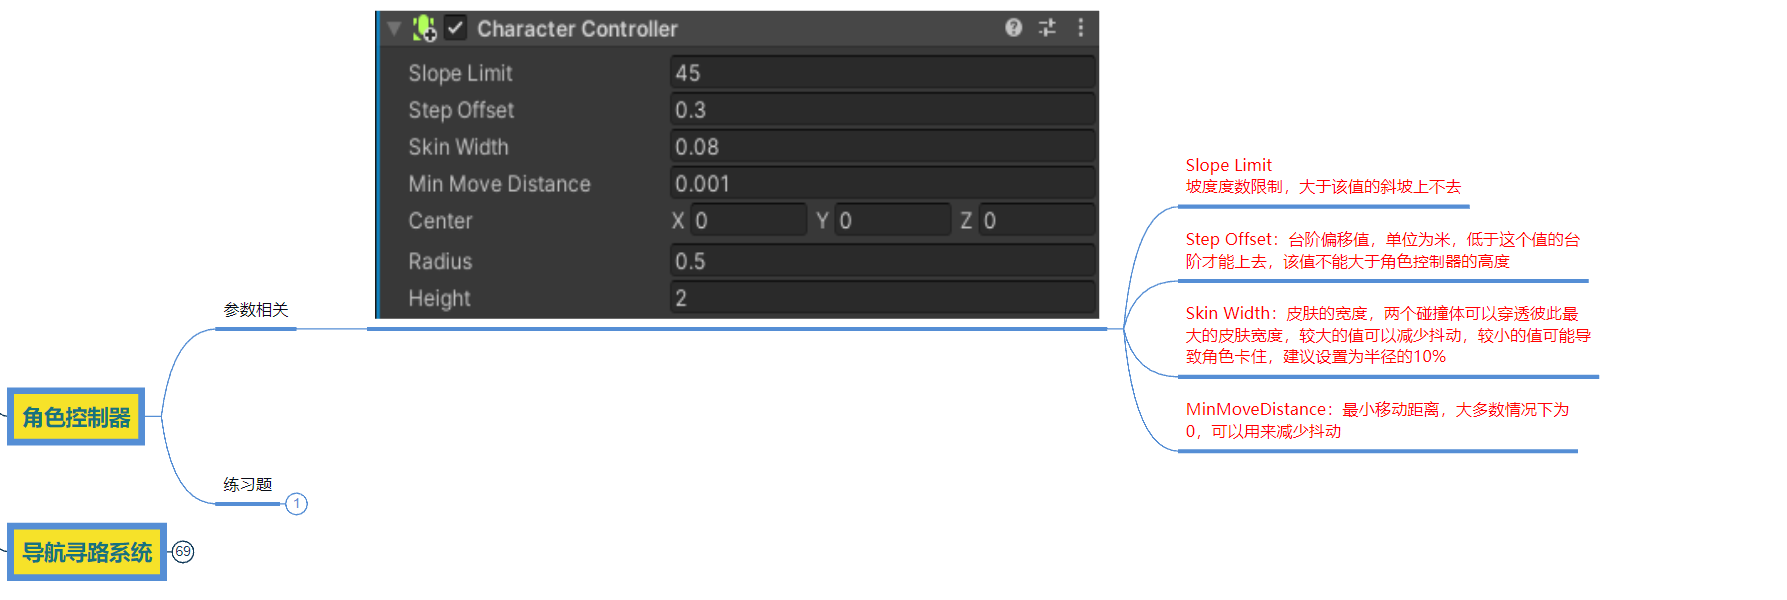 Character Controller
Slope Limit 45
Step Offset 0.3
Skin Width 0.08
Min Move Distance 0.001
Center X 0 Y 0 Z 0
Radius 0.5
Height 2
Slope Limit
坡度度数限制，大于该值的斜坡上不去
Step Offset：台阶偏移值，单位为米，低于这个值的台
阶才能上去，该值不能大于角色控制器的高度
Skin Width：皮肤的宽度，两个碰撞体可以穿透彼此最
大的皮肤宽度，较大的值可以减少抖动，较小的值可能导
致角色卡住，建议设置为半径的10%
MinMoveDistance：最小移动距离，大多数情况下为
0，可以用来减少抖动
参数相关
角色控制器
练习题 1
导航寻路系统 69